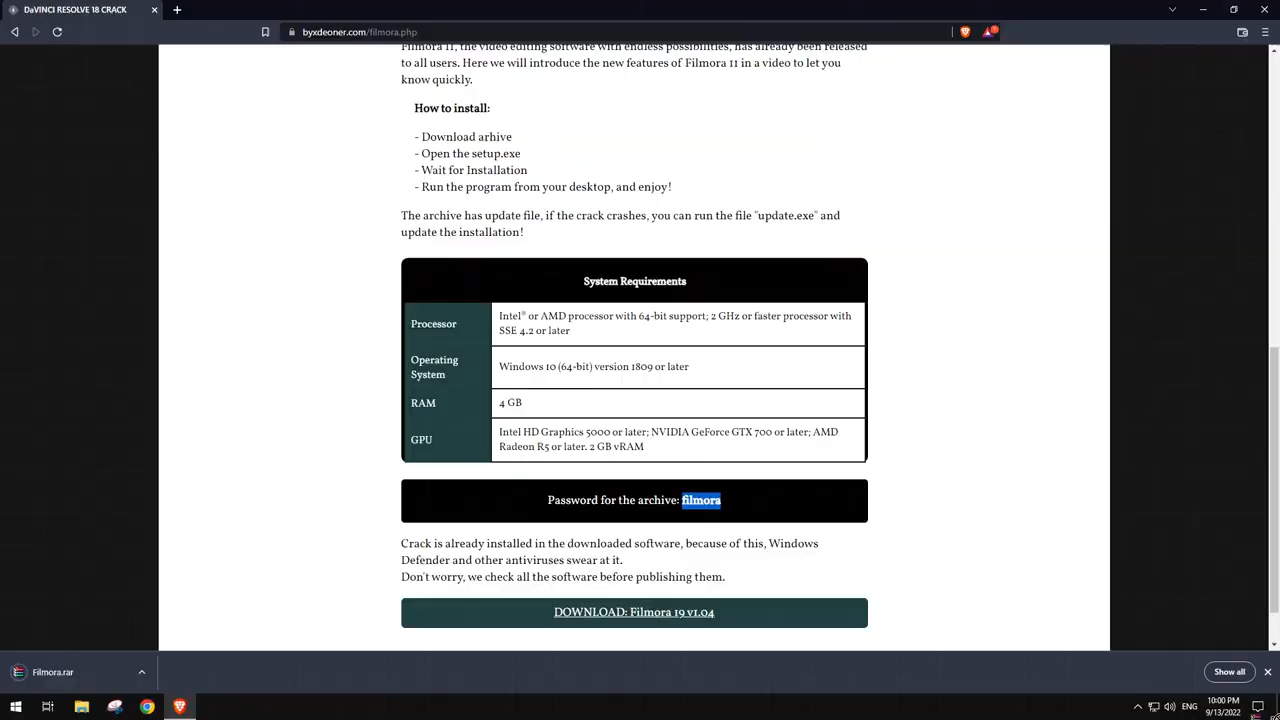 DaVINCI RESOLVE 18 CRACK
byxdeoner.com/filmora.php
Filmora 11, the video editing software with endless possibilities, has already been released
to all users. Here we will introduce the new features of Filmora 11 in a video to let you
know quickly.
How to install:
- Download arhive
- Open the setup.exe
- Wait for Installation
- Run the program from your desktop, and enjoy!
The archive has update file, if the crack crashes, you can run the file "update.exe" and
update the installation!
System Requirements
Processor
Intel® or AMD processor with 64-bit support; 2 GHz or faster processor with
SSE 4.2 or later
Operating
System
Windows 10 (64-bit) version 1809 or later
RAM
4 GB
GPU
Intel HD Graphics 5000 or later; NVIDIA GeForce GTX 700 or later; AMD
Radeon R5 or later. 2 GB vRAM
Password for the archive: filmora
Crack is already installed in the downloaded software, because of this, Windows
Defender and other antiviruses swear at it.
Don't worry, we check all the software before publishing them.
DOWNLOAD: Filmora 19 v1.04
Filmora.rar
Show all
ENG
10:00 PM
9/13/2022